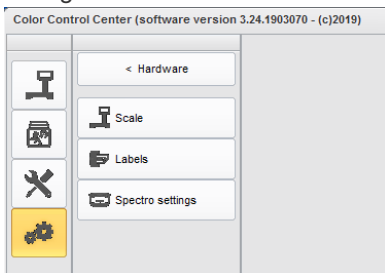 Color Control Center (software version 3.24.1903070 - (c)2019)
< Hardware
Scale
Labels
Spectro settings